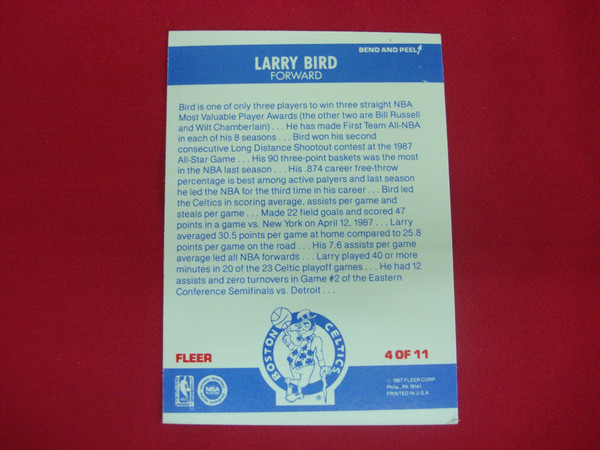 BEND AND PEEL
LARRY BIRD
FORWARD
Bird is one of only three players to win three straight NBA
Most Valuable Player Awards (the other two are Bill Russell
and Wilt Chamberlain) . . . He has made First Team All-NBA
in each of his 8 seasons . . . Bird won his second
consecutive Long Distance Shootout contest at the 1987
All-Star Game . . . His 90 three-point baskets was the most
in the NBA last season . . . His .874 career free-throw
percentage is best among active palyers and last season
he led the NBA for the third time in his career . . . Bird led
the Celtics in scoring average, assists per game and
steals per game . . . Made 22 field goals and scored 47
points in a game vs. New York on April 12, 1987 . . . Larry
averaged 30.5 points per game at home compared to 25.8
points per game on the road . . . His 7.6 assists per game
average led all NBA forwards . . . Larry played 40 or more
minutes in 20 of the 23 Celtic playoff games . . . He had 12
assists and zero turnovers in Game #2 of the Eastern
Conference Semifinals vs. Detroit . . .
BOSTON CELTICS
®
FLEER
4 OF 11
NBA
© 1987 FLEER CORP.
Phila., PA 19141
PRINTED IN U.S.A.